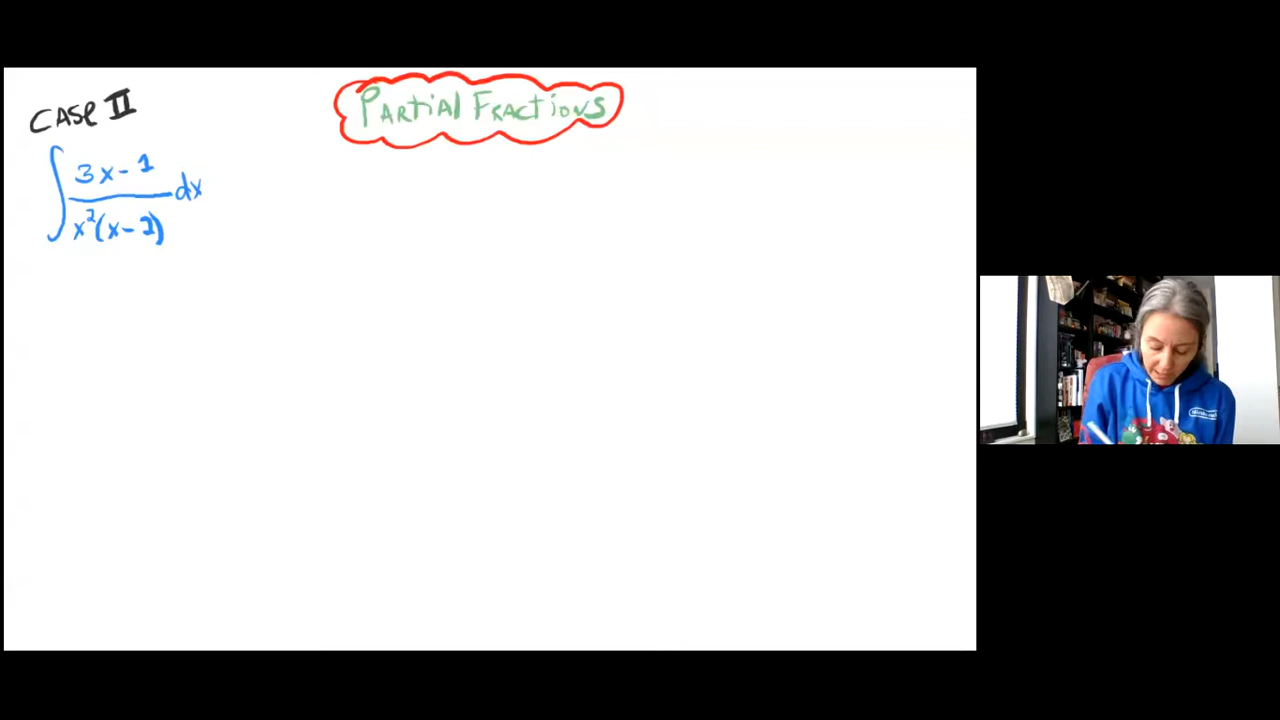 Partial Fractions
Case II
∫ (3x-1)/(x²(x-1)) dx